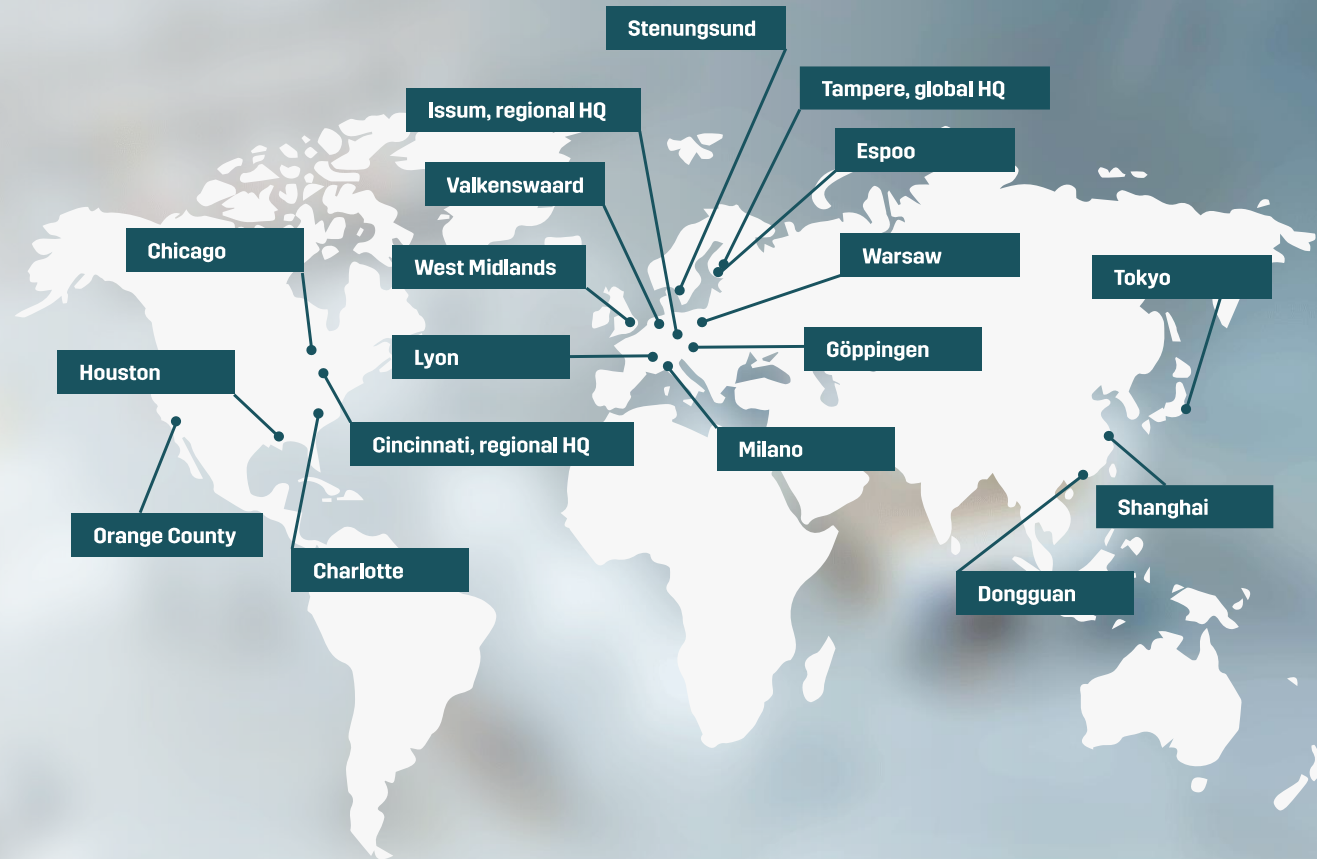 Stenungsund
Tampere, global HQ
Issum, regional HQ
Espoo
Valkenswaard
Chicago
West Midlands
Warsaw
Tokyo
Lyon
Göppingen
Houston
Cincinnati, regional HQ
Milano
Shanghai
Orange County
Charlotte
Dongguan